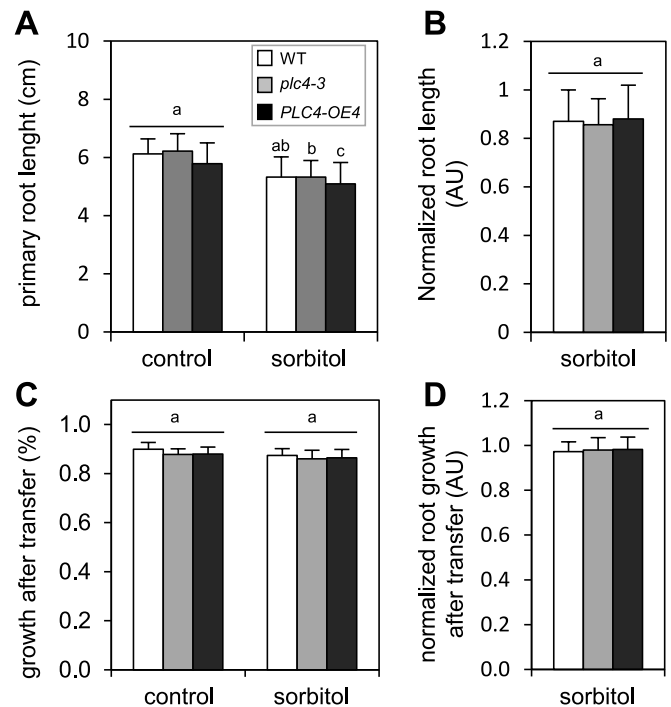 A
primary root lenght (cm)
10
8
6
4
2
0
WT
plc4-3
PLC4-OE4
a
ab
b
c
control
sorbitol
B
Normalized root length
(AU)
1.2
1
0.8
0.6
0.4
0.2
0
a
sorbitol
C
growth after transfer (%)
1.0
0.8
0.6
0.4
0.2
0.0
a
a
control
sorbitol
D
normalized root growth
after transfer (AU)
1.2
1.0
0.8
0.6
0.4
0.2
0.0
a
sorbitol